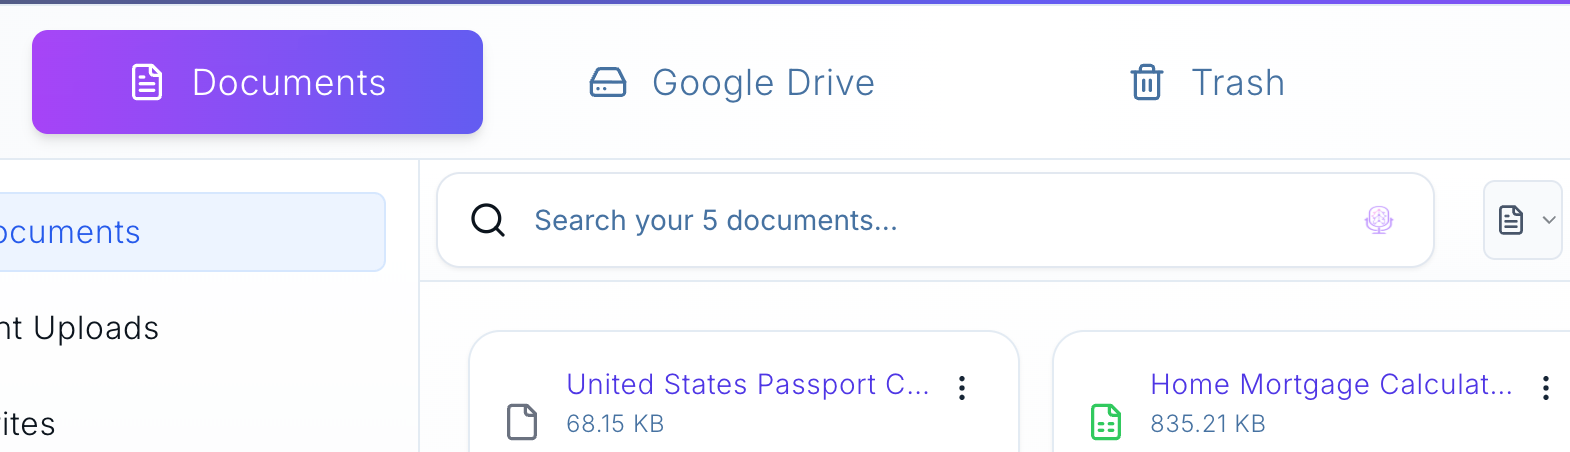 Documents
Google Drive
Trash
ocuments
Search your 5 documents...
nt Uploads
United States Passport C...
68.15 KB
Home Mortgage Calculat...
835.21 KB
ites